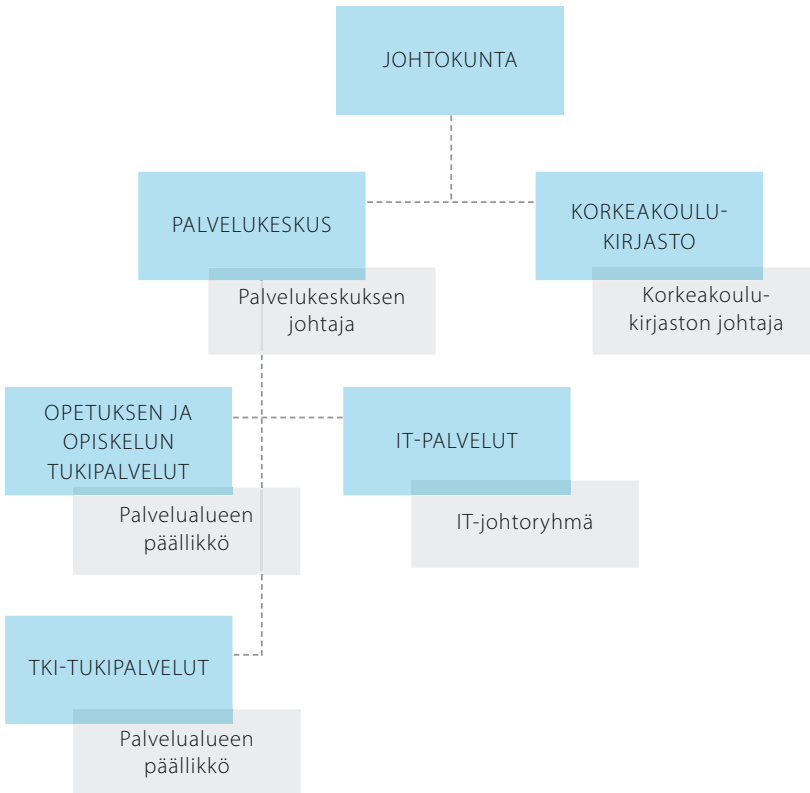 JOHTOKUNTA
PALVELUKESKUS
Palvelukeskuksen
johtaja
KORKEAKOULU-
KIRJASTO
Korkeakoulu-
kirjaston johtaja
OPETUKSEN JA
OPISKELUN
TUKIPALVELUT
Palvelualueen
päällikkö
IT-PALVELUT
IT-johtoryhmä
TKI-TUKIPALVELUT
Palvelualueen
päällikkö